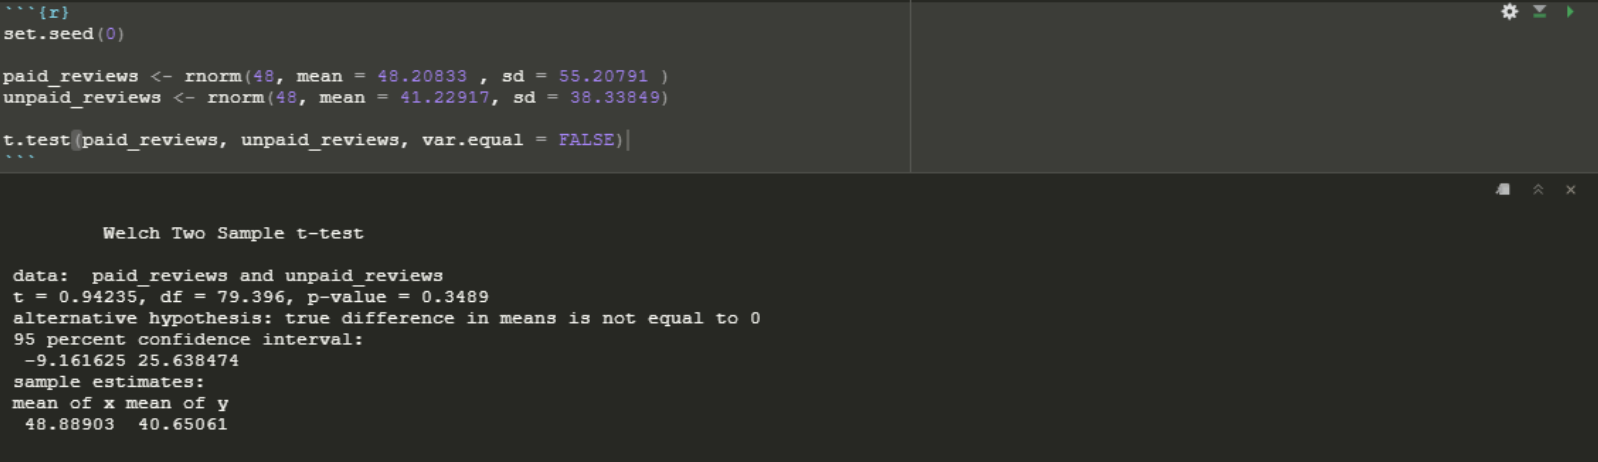 ```{r}
set.seed(0)
paid_reviews <- rnorm(48, mean = 48.20833 , sd = 55.20791 )
unpaid_reviews <- rnorm(48, mean = 41.22917, sd = 38.33849)
t.test(paid_reviews, unpaid_reviews, var.equal = FALSE)
```
Welch Two Sample t-test
data:  paid_reviews and unpaid_reviews
t = 0.94235, df = 79.396, p-value = 0.3489
alternative hypothesis: true difference in means is not equal to 0
95 percent confidence interval:
-9.161625 25.638474
sample estimates:
mean of x mean of y
48.88903  40.65061